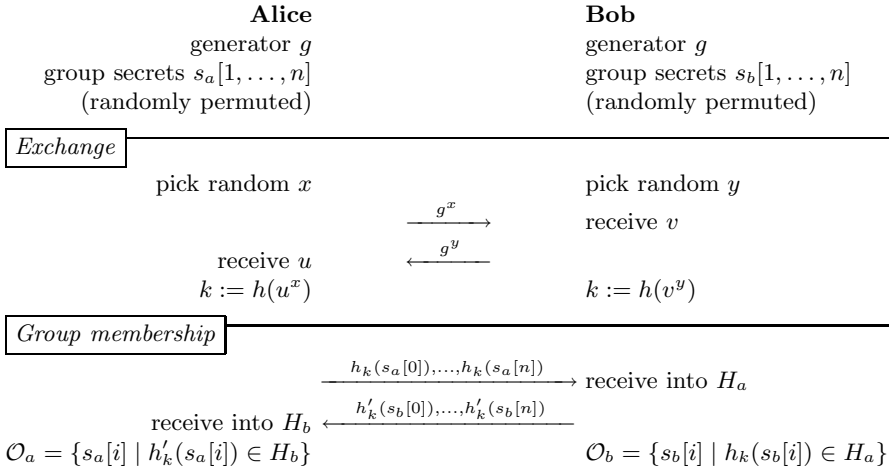 Alice Bob
generator g generator g
group secrets s_a[1, . . . , n] group secrets s_b[1, . . . , n]
(randomly permuted) (randomly permuted)
Exchange
pick random x pick random y
g^x receive v
receive u g^y
k := h(u^x) k := h(v^y)
Group membership
h_k(s_a[0]),...,h_k(s_a[n]) receive into H_a
receive into H_b h'_k(s_b[0]),...,h'_k(s_b[n])
𝒪_a = {s_a[i] | h'_k(s_a[i]) ∈ H_b} 𝒪_b = {s_b[i] | h_k(s_b[i]) ∈ H_a}